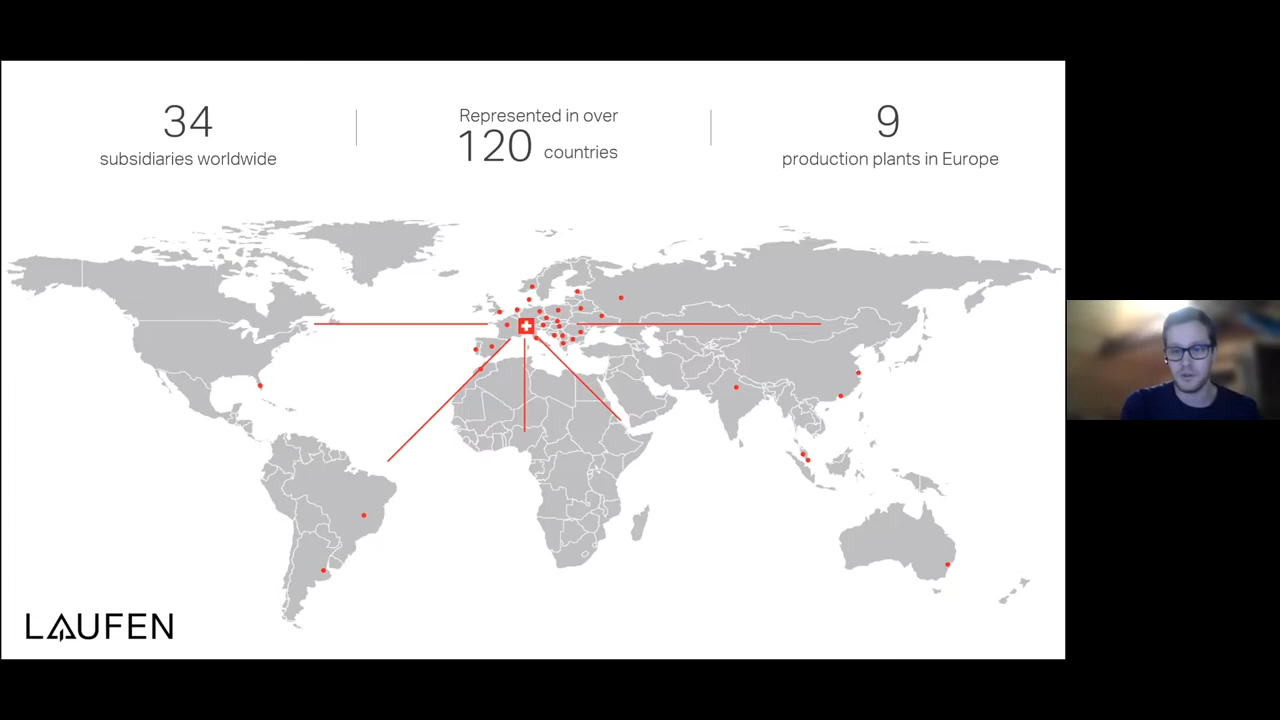 34
subsidiaries worldwide
Represented in over
120 countries
9
production plants in Europe
LAUFEN